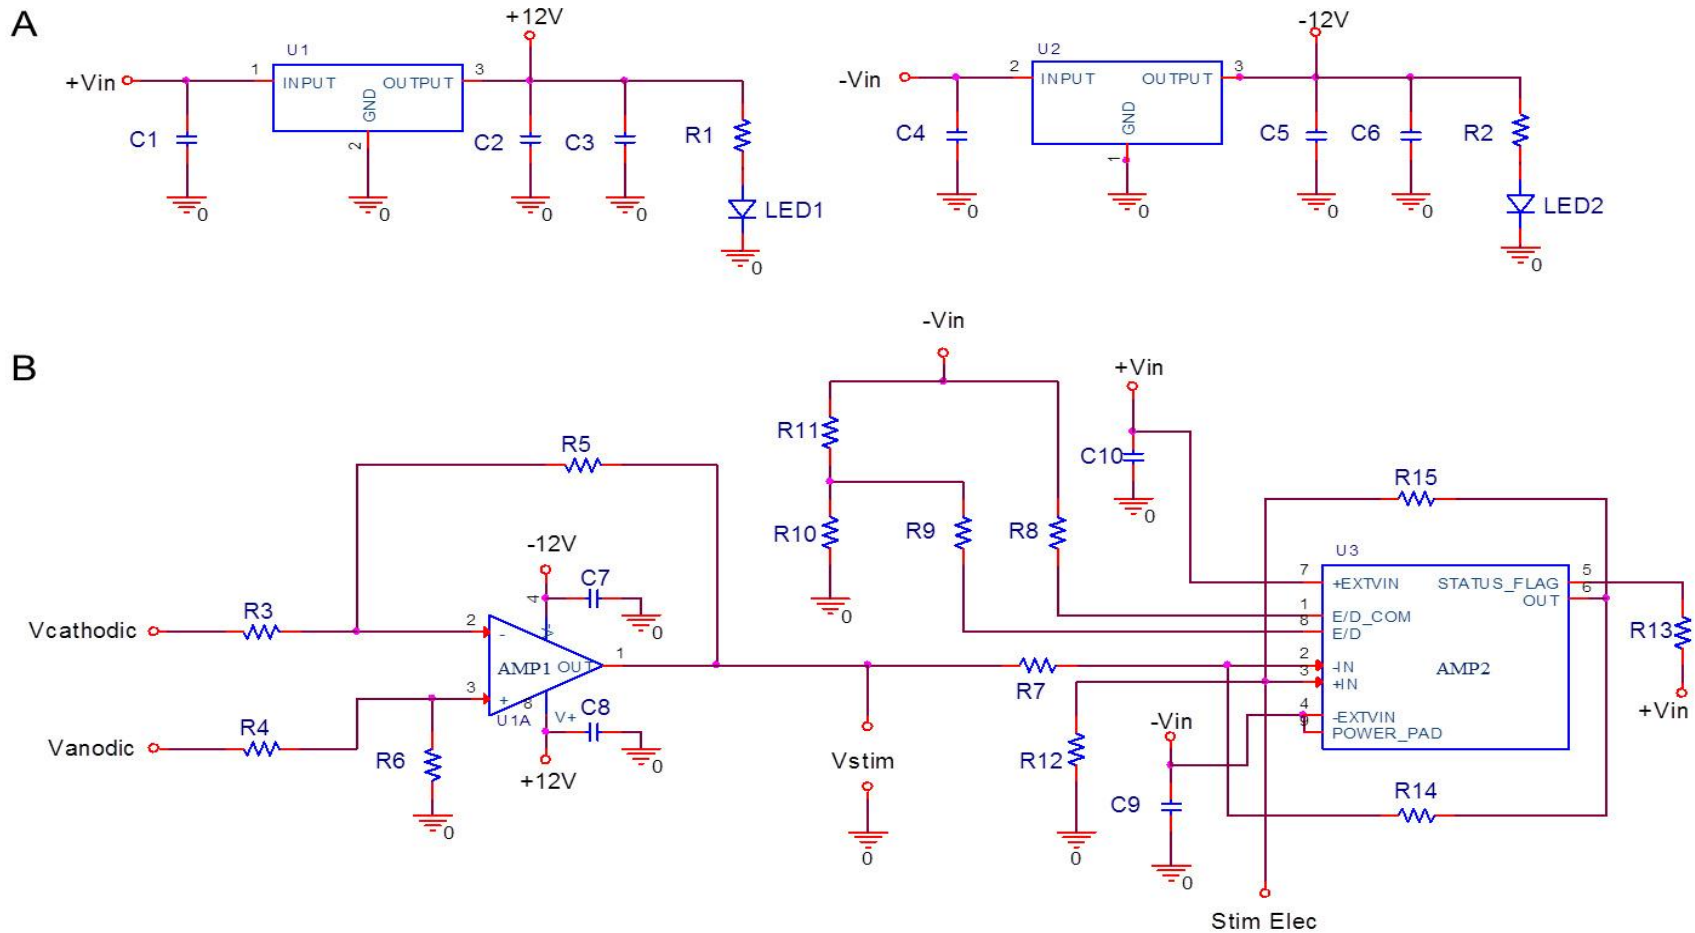 A
+12V
-12V
U1
U2
+Vin
1
INPUT
OUTPUT
3
GND
2
C1
C2
C3
R1
LED1
0
0
0
0
0
-Vin
2
INPUT
OUTPUT
3
GND
1
C4
C5
C6
R2
LED2
0
0
0
0
0
B
-Vin
+Vin
R11
C10
0
R5
R15
R10
R9
R8
0
U3
-12V
C7
4
0
V-
7
+EXTVIN
STATUS_FLAG
5
OUT
6
1
E/D_COM
8
E/D
R13
+Vin
Vcathodic
R3
2
-
AMP1
OUT
1
2
-IN
3
+IN
AMP2
R7
Vanodic
R4
3
+
8
U1A
V+
C8
0
+12V
R6
0
Vstim
0
R12
0
-Vin
4
-EXTVIN
9
POWER_PAD
C9
0
R14
Stim Elec